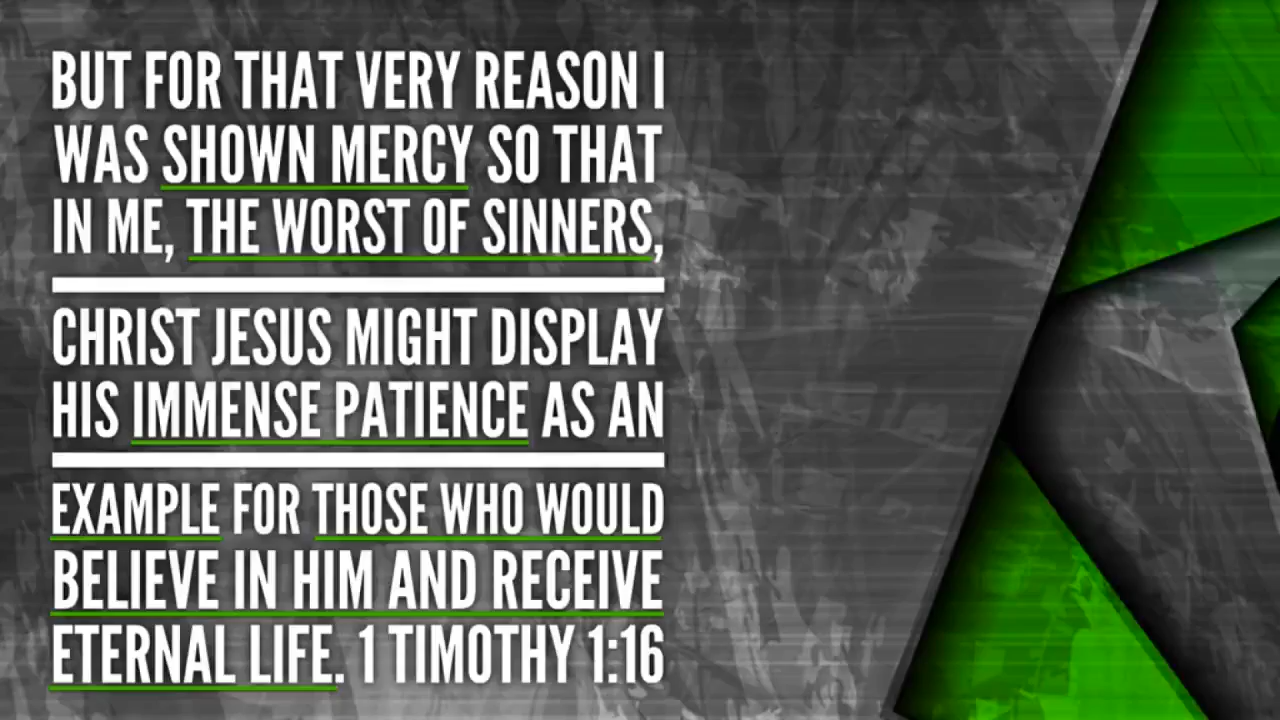 BUT FOR THAT VERY REASON I
WAS SHOWN MERCY SO THAT
IN ME, THE WORST OF SINNERS,
CHRIST JESUS MIGHT DISPLAY
HIS IMMENSE PATIENCE AS AN
EXAMPLE FOR THOSE WHO WOULD
BELIEVE IN HIM AND RECEIVE
ETERNAL LIFE. 1 TIMOTHY 1:16